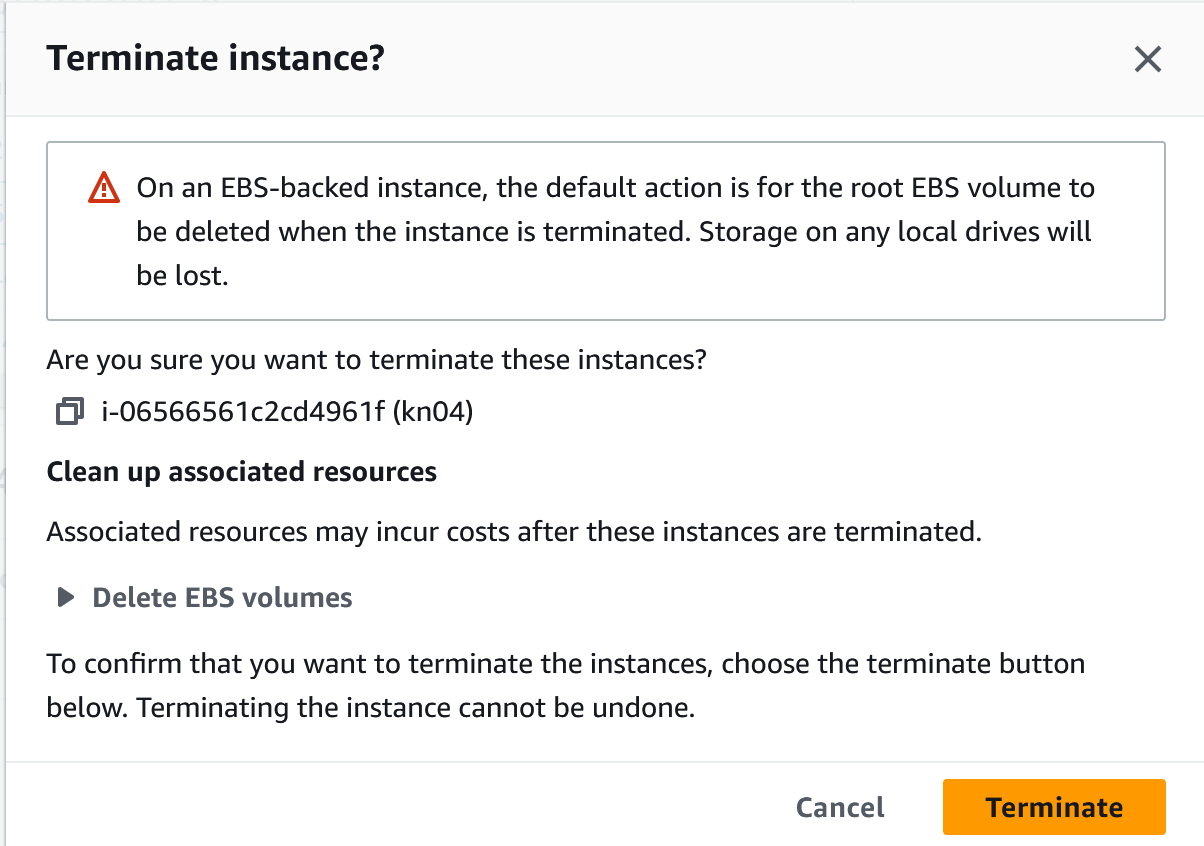 Terminate instance?
On an EBS-backed instance, the default action is for the root EBS volume to
be deleted when the instance is terminated. Storage on any local drives will
be lost.
Are you sure you want to terminate these instances?
i-06566561c2cd4961f (kn04)
Clean up associated resources
Associated resources may incur costs after these instances are terminated.
Delete EBS volumes
To confirm that you want to terminate the instances, choose the terminate button
below. Terminating the instance cannot be undone.
Cancel
Terminate